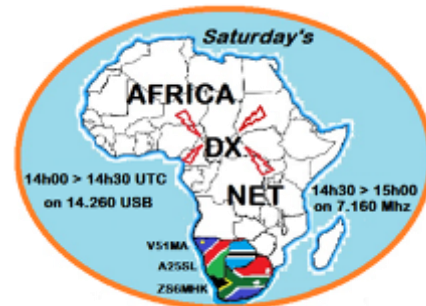 Saturday's
AFRICA
DX
NET
14h00 > 14h30 UTC
on 14.260 USB
14h30 > 15h00
on 7.160 Mhz
V51MA
A25SL
ZS6MHK